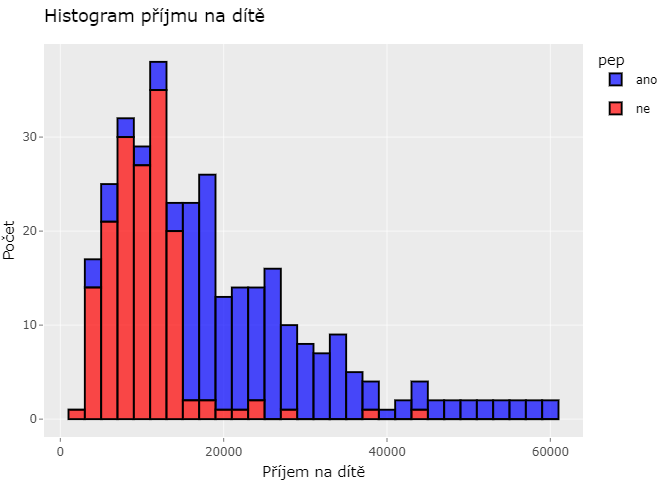 Histogram příjmu na dítě
pep
ano
ne
Počet
30
20
10
0
0
20000
40000
60000
Příjem na dítě